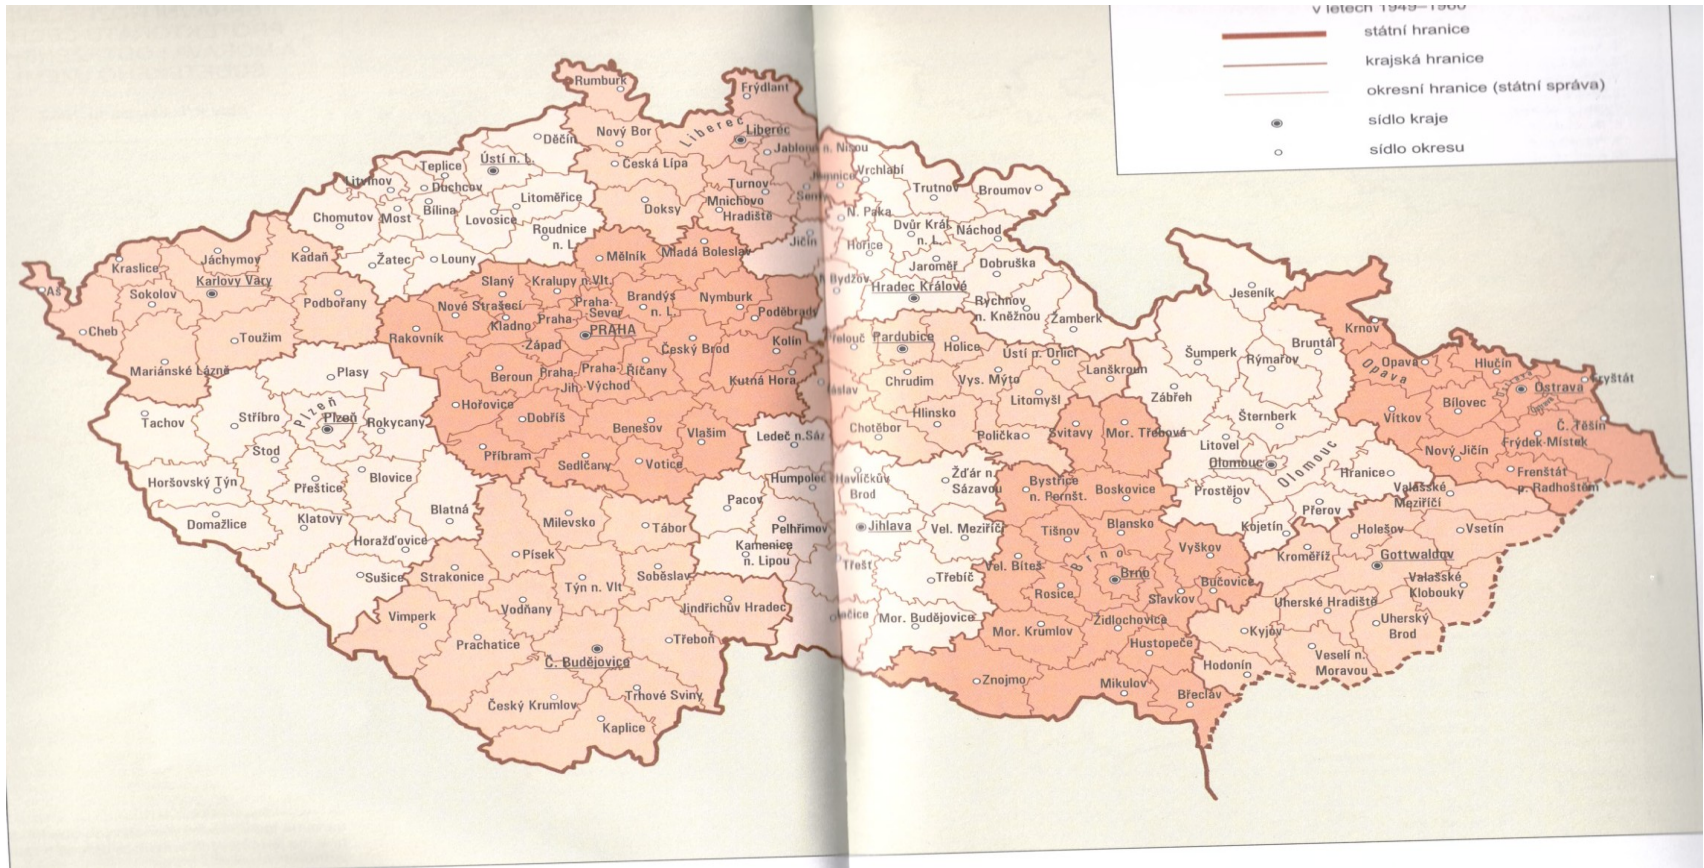 v letech 1949–1960
státní hranice
krajská hranice
okresní hranice (státní správa)
sídlo kraje
sídlo okresu
Rumburk
Frýdlant
Děčín
Nový Bor
Liberec
Liberec
Jablonec n. Nisou
Ústí n. L.
Teplice
Česká Lípa
Litvínov
Duchcov
Turnov
Vrchlabí
Trutnov
Broumov
Chomutov
Most
Bílina
Lovosice
Litoměřice
Doksy
Mnichovo
Hradiště
N. Paka
Roudnice
n. L.
Jičín
Hořice
Dvůr Král.
n. L.
Náchod
Kraslice
Jáchymov
Kadaň
Žatec
Louny
Mělník
Mladá Boleslav
Jaroměř
Dobruška
Aš
Sokolov
Karlovy Vary
Podbořany
Slaný
Kralupy n.Vlt.
Brandýs
n. L.
Nymburk
Bydžov
Hradec Králové
Rychnov
n. Kněžnou
Žamberk
Jeseník
Cheb
Toužim
Rakovník
Nové Strašecí
Kladno
Praha-
Sever
Praha-
Západ
PRAHA
Poděbrady
Český Brod
Kolín
Pardubice
Holice
Ústí n. Orlicí
Lanškroun
Šumperk
Rýmařov
Bruntál
Krnov
Mariánské Lázně
Plasy
Beroun
Praha-
Jih
Praha-
Východ
Říčany
Kutná Hora
Chrudim
Vys. Mýto
Litomyšl
Zábřeh
Opava
Opava
Hlučín
Ostrava
Fryštát
Tachov
Stříbro
Plzeň
Plzeň
Rokycany
Hořovice
Dobříš
Benešov
Vlašim
Ledeč n.Sáz.
Chotěboř
Hlinsko
Polička
Svitavy
Mor. Třebová
Šternberk
Litovel
Vítkov
Bílovec
Č. Těšín
Stod
Příbram
Sedlčany
Votice
Frýdek-Místek
Nový Jičín
Horšovský Týn
Přeštice
Blovice
Humpolec
Havlíčkův
Brod
Žďár n.
Sázavou
Bystřice
n. Pernšt.
Boskovice
Olomouc
Olomouc
Hranice
Prostějov
Přerov
Valašské
Meziříčí
Frenštát
p. Radhoštěm
Domažlice
Klatovy
Blatná
Milevsko
Tábor
Pacov
Pelhřimov
Jihlava
Vel. Meziříčí
Tišnov
Blansko
Kojetín
Holešov
Vsetín
Horažďovice
Písek
Kamenice
n. Lipou
Třešť
Vyškov
Kroměříž
Gottwaldov
Sušice
Strakonice
Týn n. Vlt
Soběslav
Třebíč
Vel. Bíteš
Brno
Brno
Rosice
Bučovice
Slavkov
Valašské
Klobouky
Vimperk
Vodňany
Jindřichův Hradec
Mor. Budějovice
Mor. Krumlov
Židlochovice
Uherské Hradiště
Uherský
Brod
Prachatice
Č. Budějovice
Třeboň
Hustopeče
Kyjov
Veselí n.
Moravou
Český Krumlov
Trhové Sviny
Kaplice
Znojmo
Mikulov
Břeclav
Hodonín